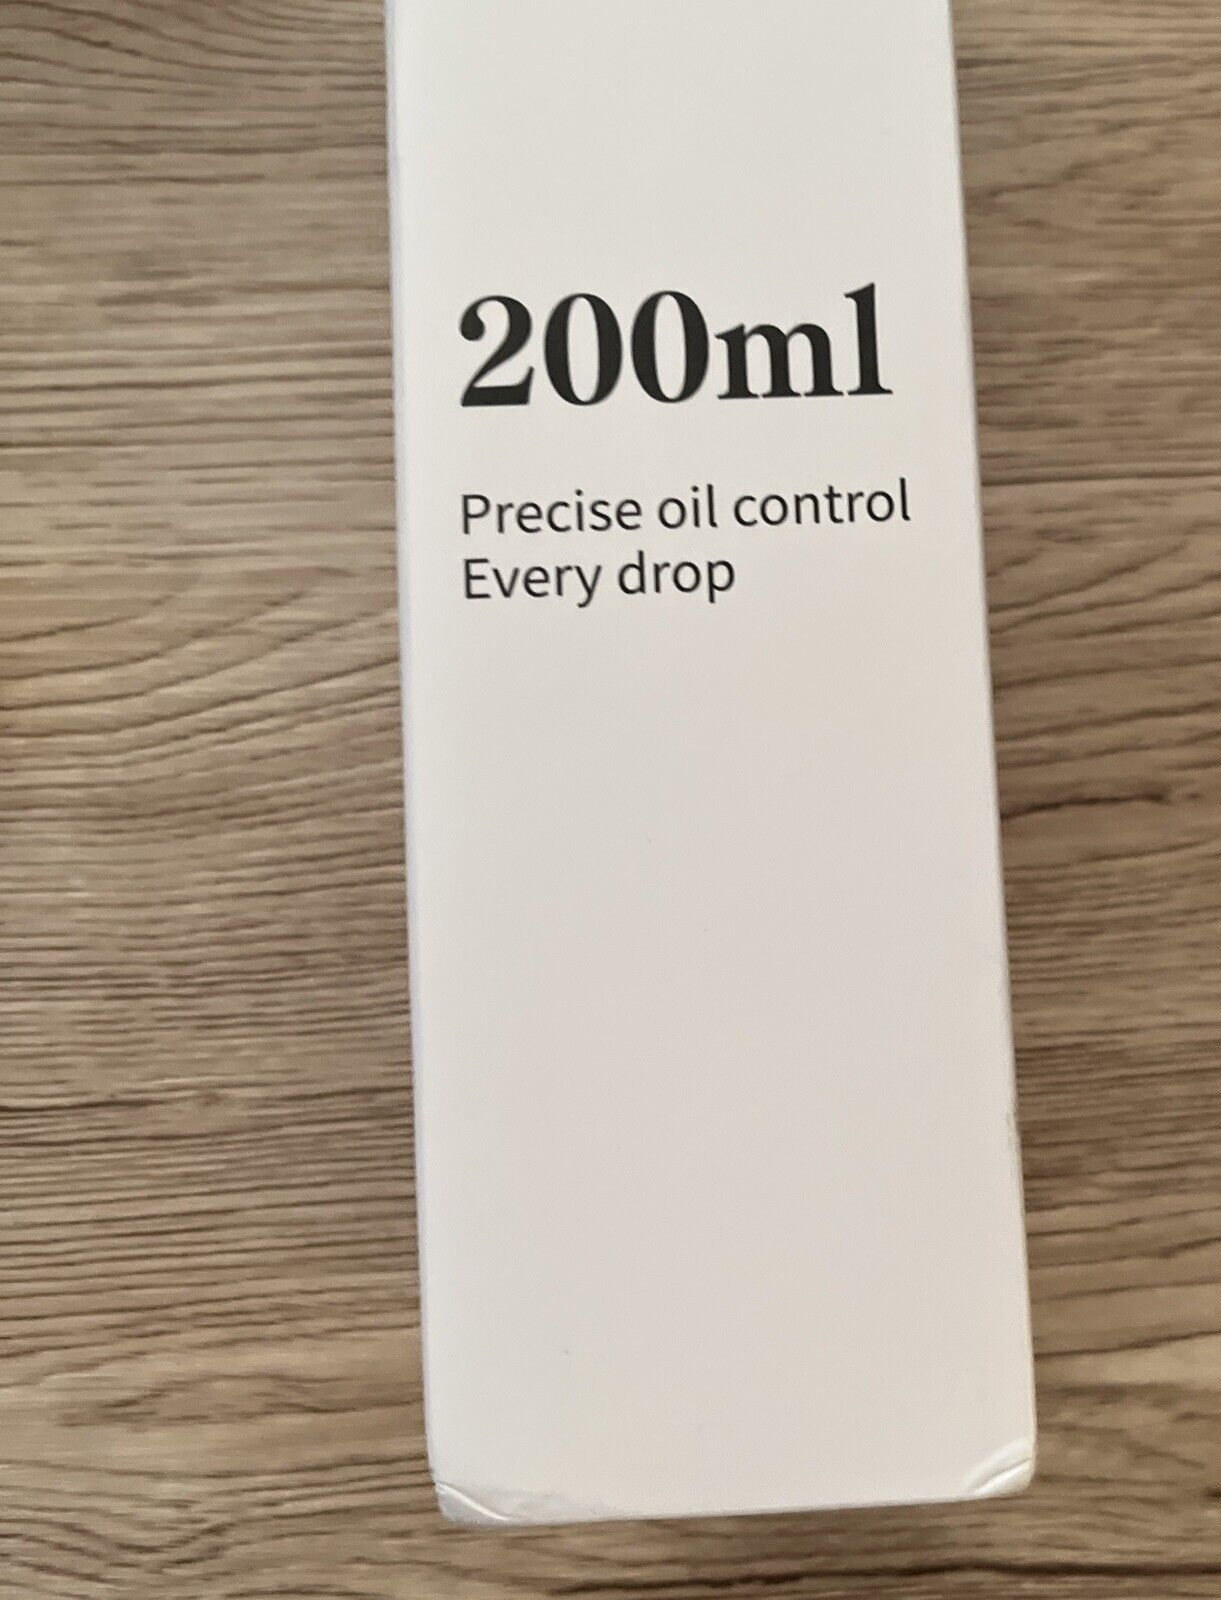 200ml
Precise oil control
Every drop